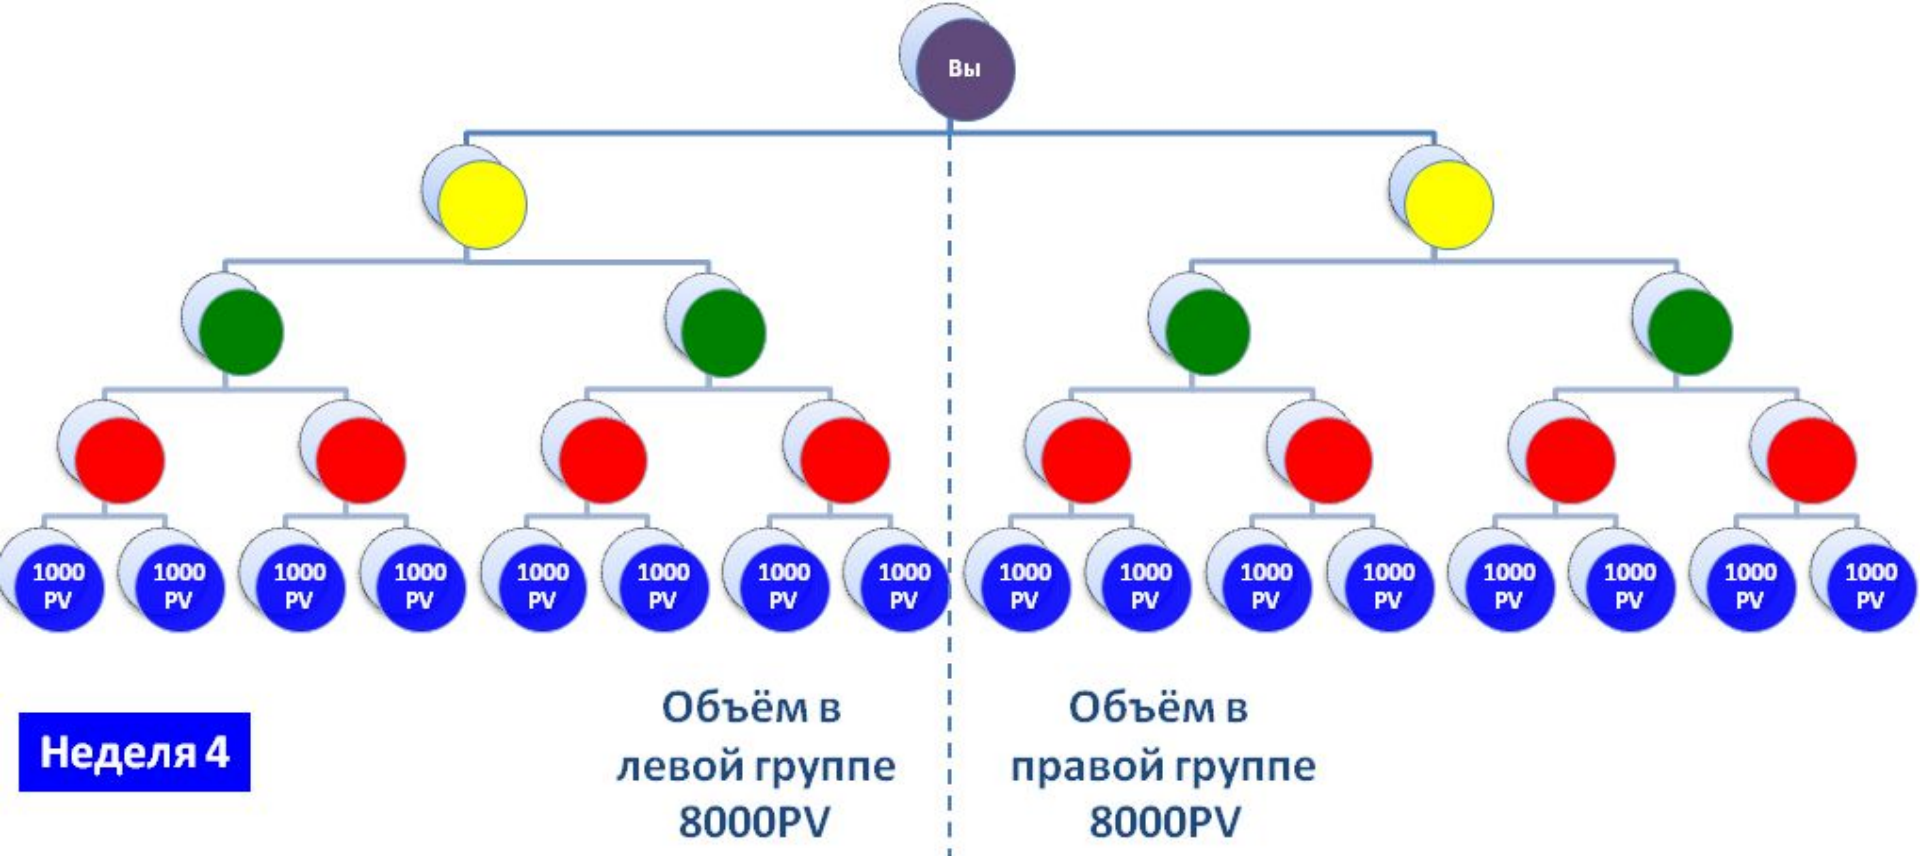 Вы
1000 1000 1000 1000 1000 1000 1000 1000 1000 1000 1000 1000 1000 1000 1000 1000
PV PV PV PV PV PV PV PV PV PV PV PV PV PV PV PV
Неделя 4
Объём в
левой группе
8000PV
Объём в
правой группе
8000PV